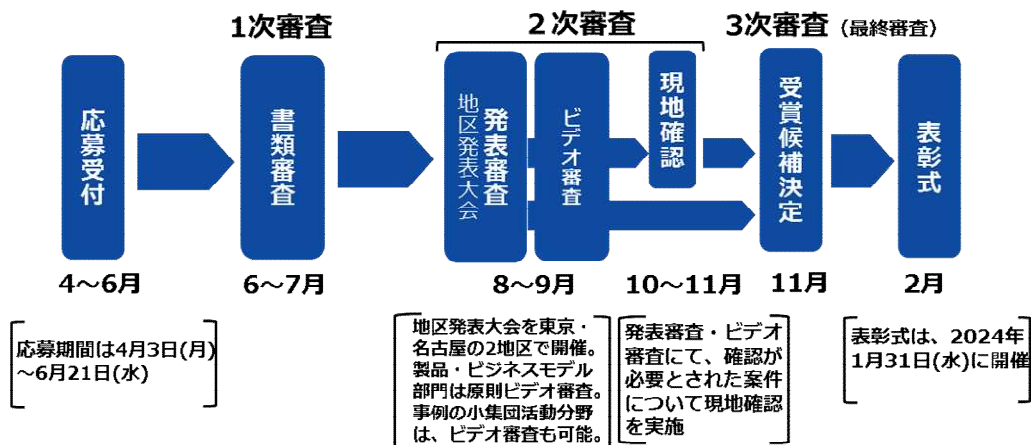 1次審査
2次審査
3次審査 (最終審査)
応募受付
書類審査
発表審査
地区発表大会
ビデオ審査
現地確認
受賞候補決定
表彰式
4～6月
6～7月
8～9月
10～11月
11月
2月
応募期間は4月3日(月)
～6月21日(水)
地区発表大会を東京・
名古屋の2地区で開催。
製品・ビジネスモデル
部門は原則ビデオ審査。
事例の小集団活動分野
は、ビデオ審査も可能。
発表審査・ビデオ
審査にて、確認が
必要とされた案件
について現地確認
を実施
表彰式は、2024年
1月31日(水)に開催